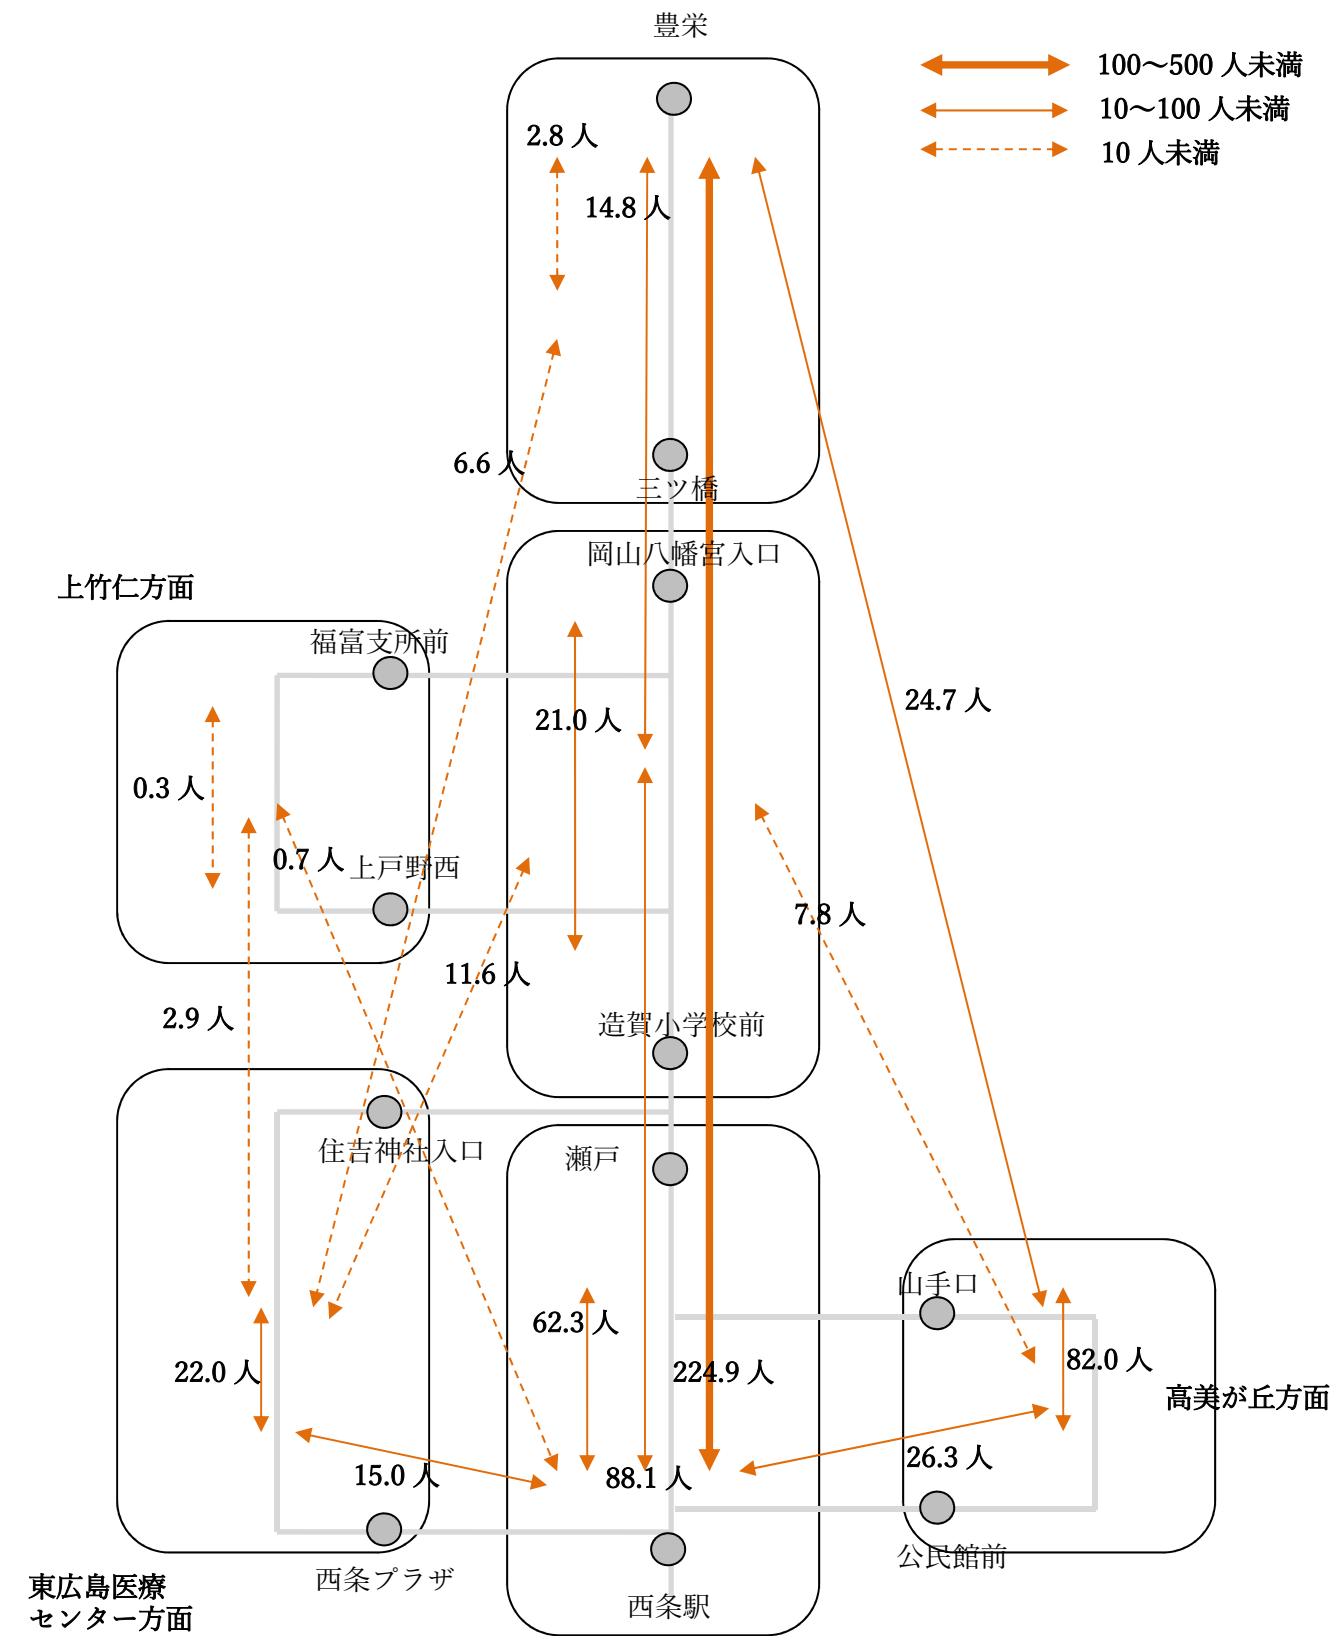 豊栄
100～500 人未満
10～100 人未満
10 人未満
2.8 人
14.8 人
6.6 人
三ツ橋
岡山八幡宮入口
上竹仁方面
福富支所前
24.7 人
21.0 人
0.3 人
0.7 人
上戸野西
7.8 人
11.6 人
2.9 人
造賀小学校前
住吉神社入口
瀬戸
山手口
62.3 人
22.0 人
224.9 人
82.0 人
高美が丘方面
15.0 人
88.1 人
26.3 人
公民館前
西条プラザ
西条駅
東広島医療
センター方面